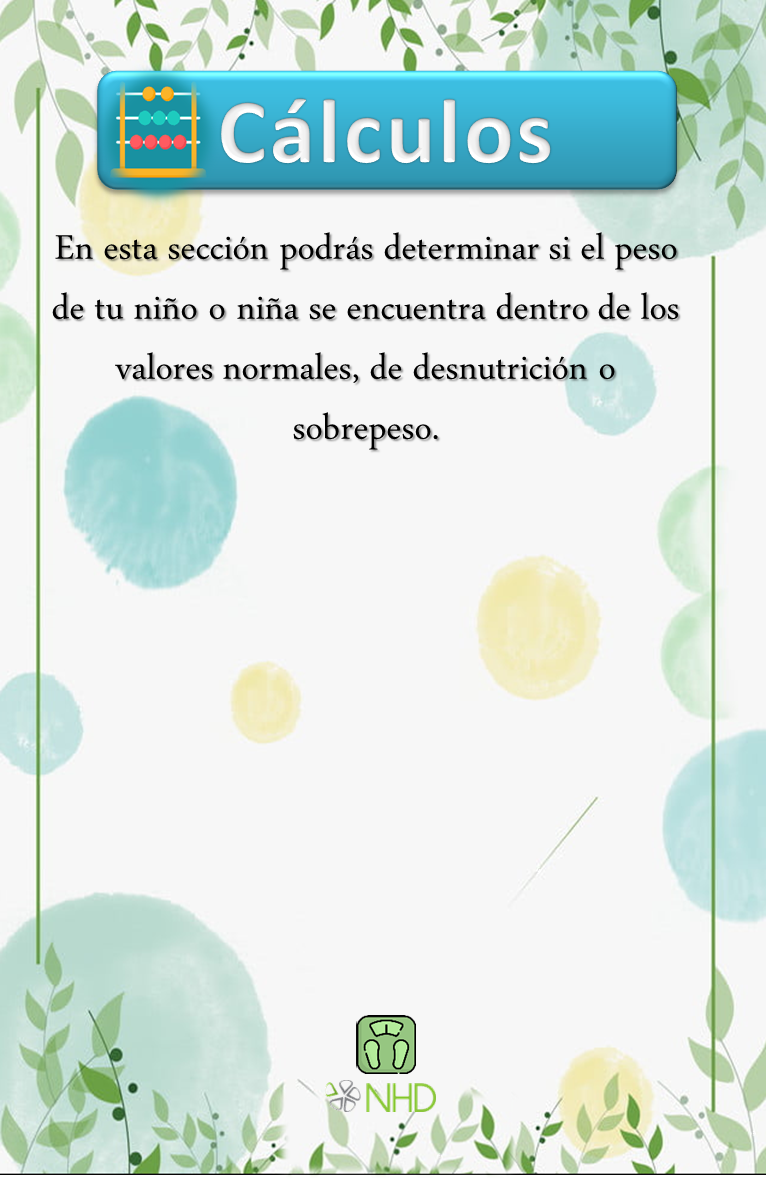 Cálculos
En esta sección podrás determinar si el peso
de tu niño o niña se encuentra dentro de los
valores normales, de desnutrición o
sobrepeso.
NHD